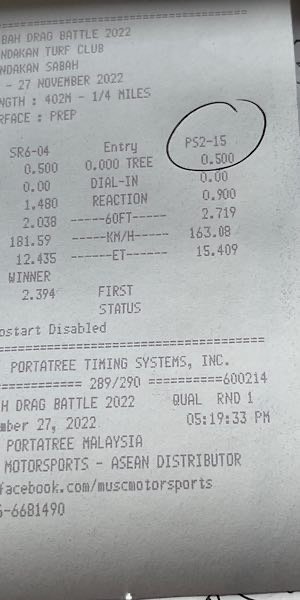 ================================
BAH DRAG BATTLE 2022
NDAKAN TURF CLUB
NDAKAN SABAH
- 27 NOVEMBER 2022
NGTH : 402M - 1/4 MILES
RFACE : PREP
SR6-04 Entry PS2-15
0.500 0.000 TREE 0.500
0.00 DIAL-IN 0.00
1.480 REACTION 0.900
2.038 -----60FT----- 2.719
181.59 -----KM/H----- 163.08
12.435 ------ET------ 15.409
WINNER
2.394 FIRST
STATUS
ostart Disabled
================================
PORTATREE TIMING SYSTEMS, INC.
=========== 289/290 ==========600214
H DRAG BATTLE 2022 QUAL RND 1
mber 27, 2022 05:19:33 PM
PORTATREE MALAYSIA
MOTORSPORTS - ASEAN DISTRIBUTOR
facebook.com/muscmotorsports
-6681490